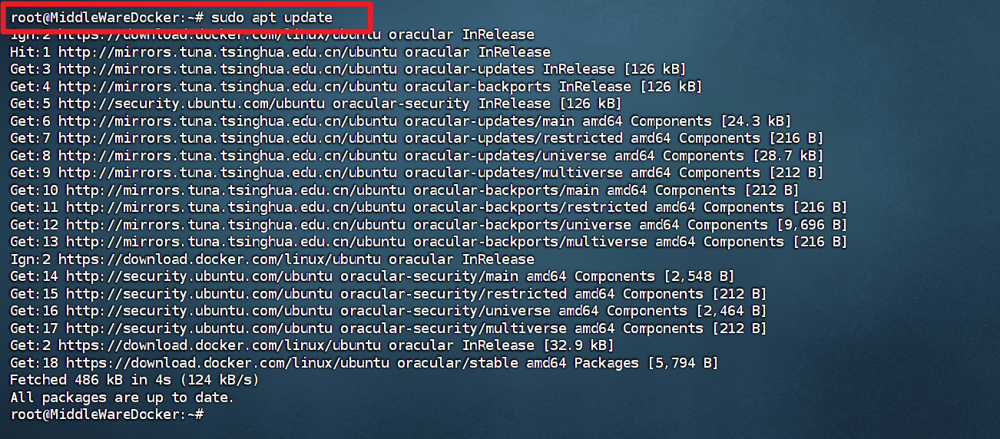 root@MiddleWareDocker:~# sudo apt update
Ign:2 https://download.docker.com/linux/ubuntu oracular InRelease
Hit:1 http://mirrors.tuna.tsinghua.edu.cn/ubuntu oracular InRelease
Get:3 http://mirrors.tuna.tsinghua.edu.cn/ubuntu oracular-updates InRelease [126 kB]
Get:4 http://mirrors.tuna.tsinghua.edu.cn/ubuntu oracular-backports InRelease [126 kB]
Get:5 http://security.ubuntu.com/ubuntu oracular-security InRelease [126 kB]
Get:6 http://mirrors.tuna.tsinghua.edu.cn/ubuntu oracular-updates/main amd64 Components [24.3 kB]
Get:7 http://mirrors.tuna.tsinghua.edu.cn/ubuntu oracular-updates/restricted amd64 Components [216 B]
Get:8 http://mirrors.tuna.tsinghua.edu.cn/ubuntu oracular-updates/universe amd64 Components [28.7 kB]
Get:9 http://mirrors.tuna.tsinghua.edu.cn/ubuntu oracular-updates/multiverse amd64 Components [212 B]
Get:10 http://mirrors.tuna.tsinghua.edu.cn/ubuntu oracular-backports/main amd64 Components [212 B]
Get:11 http://mirrors.tuna.tsinghua.edu.cn/ubuntu oracular-backports/restricted amd64 Components [216 B]
Get:12 http://mirrors.tuna.tsinghua.edu.cn/ubuntu oracular-backports/universe amd64 Components [9,696 B]
Get:13 http://mirrors.tuna.tsinghua.edu.cn/ubuntu oracular-backports/multiverse amd64 Components [216 B]
Ign:2 https://download.docker.com/linux/ubuntu oracular InRelease
Get:14 http://security.ubuntu.com/ubuntu oracular-security/main amd64 Components [2,548 B]
Get:15 http://security.ubuntu.com/ubuntu oracular-security/restricted amd64 Components [212 B]
Get:16 http://security.ubuntu.com/ubuntu oracular-security/universe amd64 Components [2,464 B]
Get:17 http://security.ubuntu.com/ubuntu oracular-security/multiverse amd64 Components [212 B]
Get:2 https://download.docker.com/linux/ubuntu oracular InRelease [32.9 kB]
Get:18 https://download.docker.com/linux/ubuntu oracular/stable amd64 Packages [5,794 B]
Fetched 486 kB in 4s (124 kB/s)
All packages are up to date.
root@MiddleWareDocker:~#